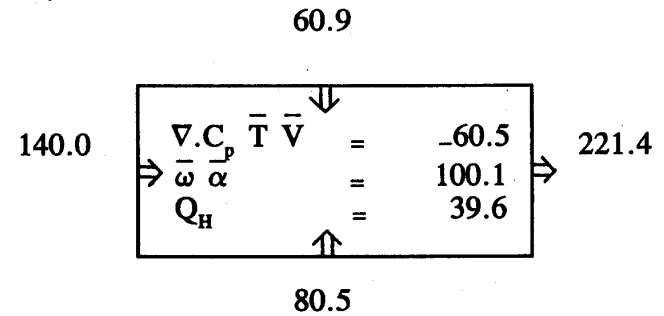 60.9
∇.C_p T̅ V̅ = -60.5
140.0 221.4
ω̅ α̅ = 100.1
Q_H = 39.6
80.5